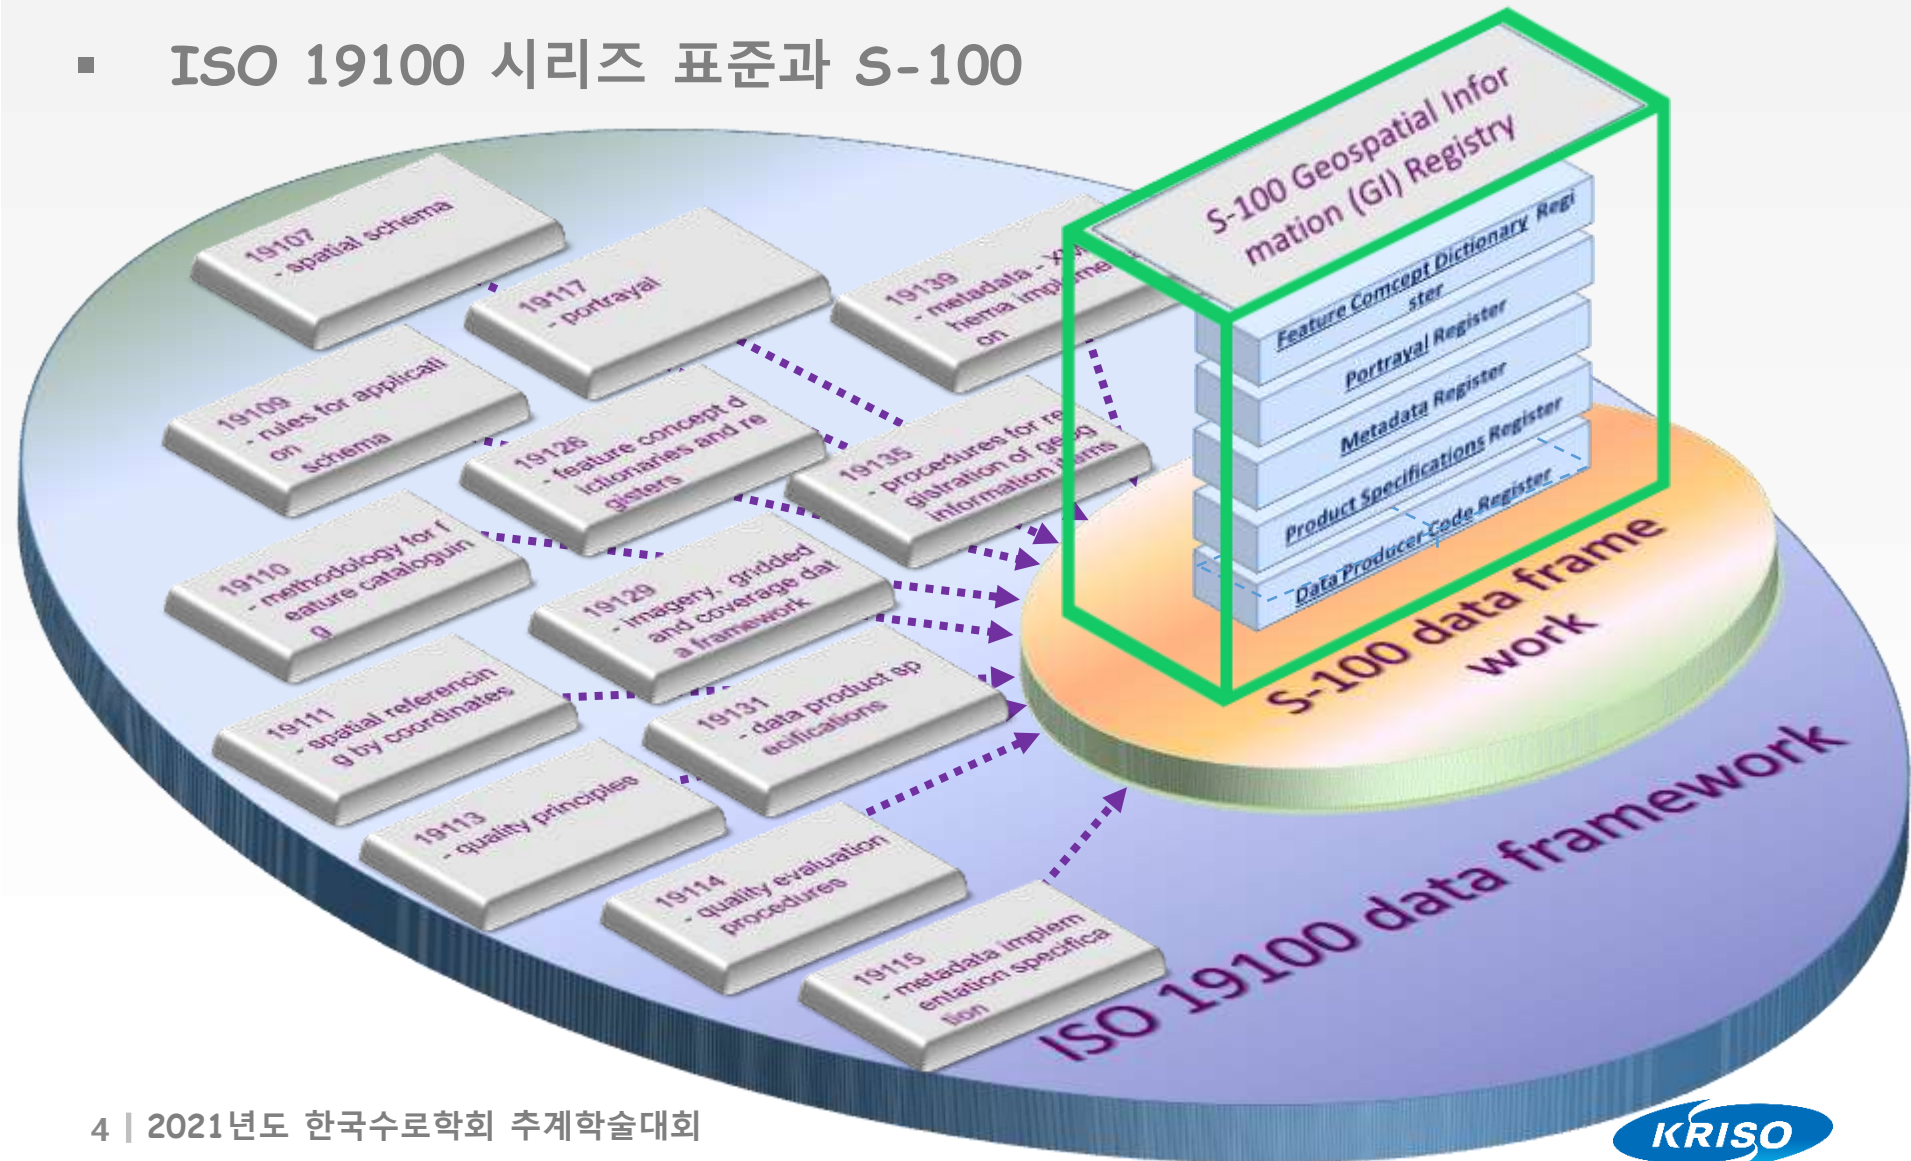 ▪ ISO 19100 시리즈 표준과 S-100
19107
- spatial schema
19117
- portrayal
19139
- metadata - XM
hema impleme
on
19109
- rules for applicati
on
schema
19126
- feature concept d
ictionaries and re
gisters
19135
- procedures for re
gistration of geog
information items
19110
- methodology for f
eature cataloguin
g
19129
- imagery, gridded
and coverage dat
a framework
19111
- spatial referencin
g by coordinates
19131
- data product sp
ecifications
19113
- quality principles
19114
- quality evaluation
procedures
19115
- metadata implem
entation specifica
tion
S-100 Geospatial Infor
mation (GI) Registry
Feature Comcept Dictionary Regi
ster
Portrayal Register
Metadata Register
Product Specifications Register
Data Producer Code Register
S-100 data frame
work
ISO 19100 data framework
4 | 2021년도 한국수로학회 추계학술대회
KRISO